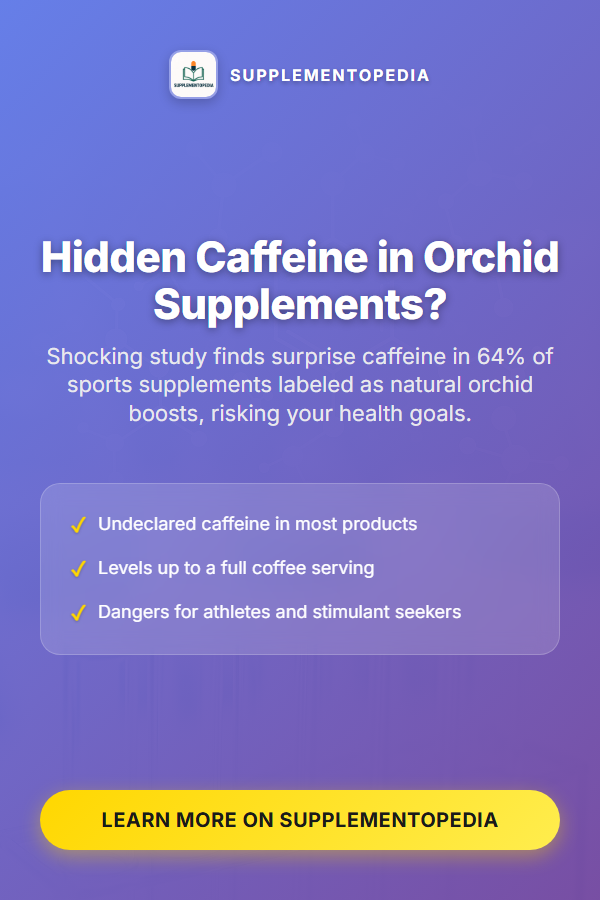 SUPPLEMENTOPEDIA
SUPPLEMENTOPEDIA
Hidden Caffeine in Orchid
Supplements?
Shocking study finds surprise caffeine in 64% of
sports supplements labeled as natural orchid
boosts, risking your health goals.
✓ Undeclared caffeine in most products
✓ Levels up to a full coffee serving
✓ Dangers for athletes and stimulant seekers
LEARN MORE ON SUPPLEMENTOPEDIA